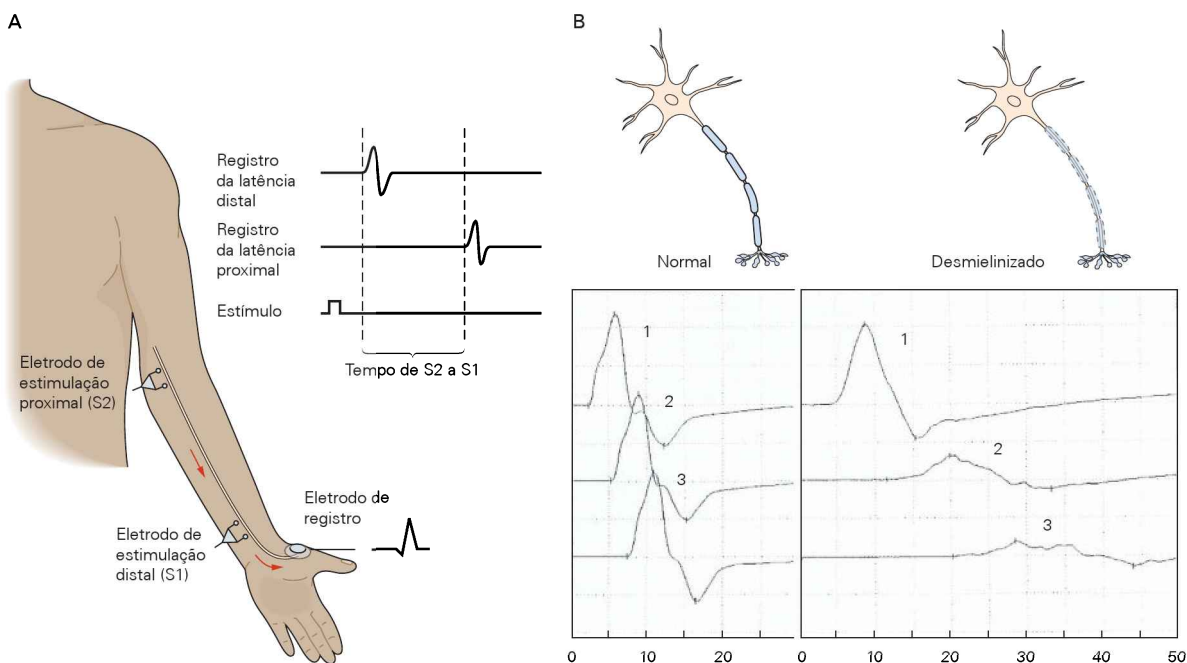 A
Registro
da latência
distal
Registro
da latência
proximal
Estímulo
Tempo de S2 a S1
Eletrodo de
estimulação
proximal (S2)
Eletrodo de
registro
Eletrodo de
estimulação
distal (S1)
B
Normal
Desmielinizado
1
2
3
1
2
3
0 10 20
0 10 20 30 40 50